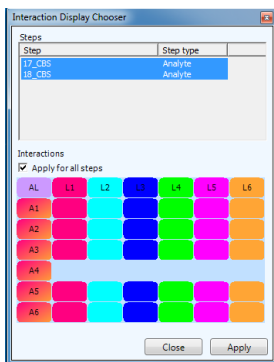 Interaction Display Chooser
Steps
Step Step type
17_CBS Analyte
18_CBS Analyte
Interactions
Apply for all steps
AL L1 L2 L3 L4 L5 L6
A1
A2
A3
A4
A5
A6
Close Apply